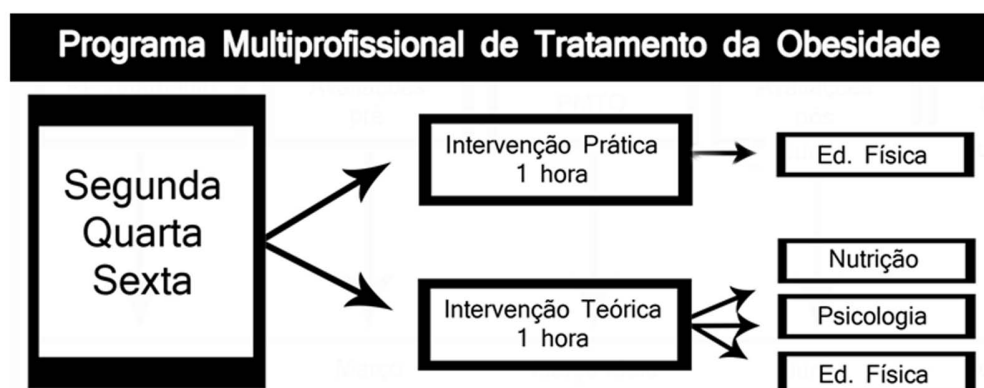 Programa Multiprofissional de Tratamento da Obesidade
Segunda
Quarta
Sexta
Intervenção Prática
1 hora
Ed. Física
Intervenção Teórica
1 hora
Nutrição
Psicologia
Ed. Física